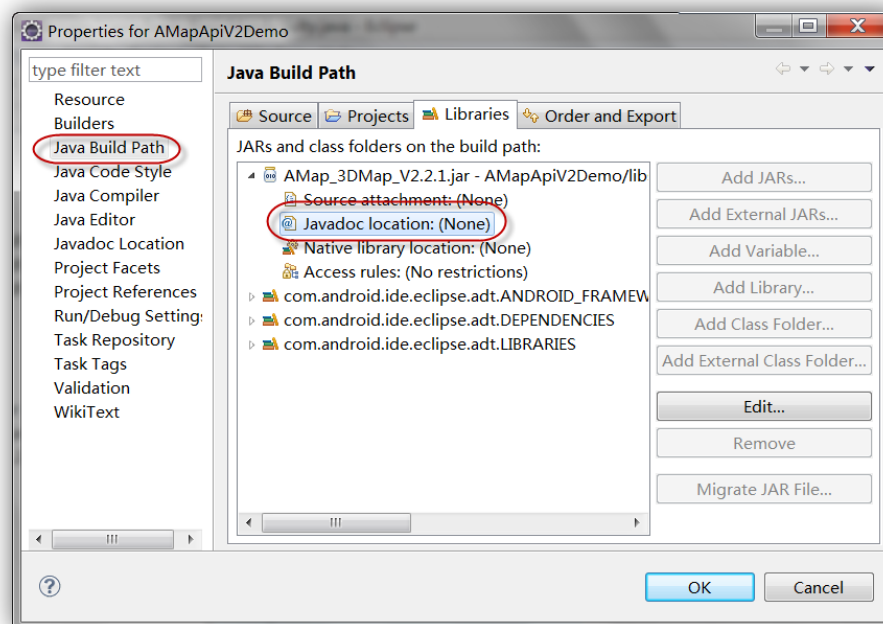 Properties for AMapApiV2Demo
type filter text
Resource
Builders
Java Build Path
Java Code Style
Java Compiler
Java Editor
Javadoc Location
Project Facets
Project References
Run/Debug Setting
Task Repository
Task Tags
Validation
WikiText
Java Build Path
Source Projects Libraries Order and Export
JARs and class folders on the build path:
AMap_3DMap_V2.2.1.jar - AMapApiV2Demo/lib
Source attachment: (None)
Javadoc location: (None)
Native library location: (None)
Access rules: (No restrictions)
com.android.ide.eclipse.adt.ANDROID_FRAMEW
com.android.ide.eclipse.adt.DEPENDENCIES
com.android.ide.eclipse.adt.LIBRARIES
Add JARs...
Add External JARs...
Add Variable...
Add Library...
Add Class Folder...
Add External Class Folder...
Edit...
Remove
Migrate JAR File...
OK
Cancel